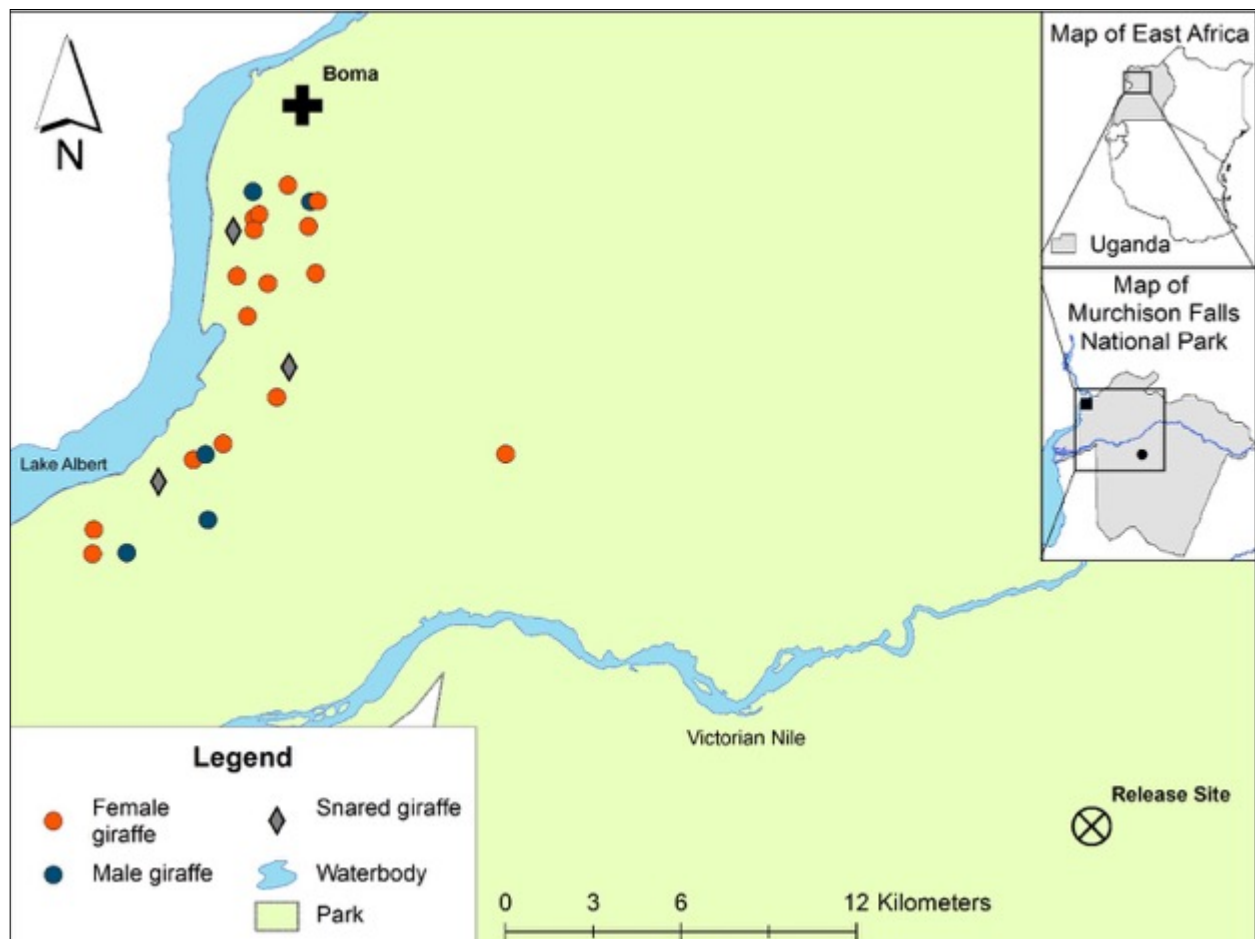 N
Boma
Map of East Africa
Uganda
Map of
Murchison Falls
National Park
Lake Albert
Victorian Nile
Release Site
Legend
Female
giraffe
Snared giraffe
Male giraffe
Waterbody
Park
0 3 6 12 Kilometers